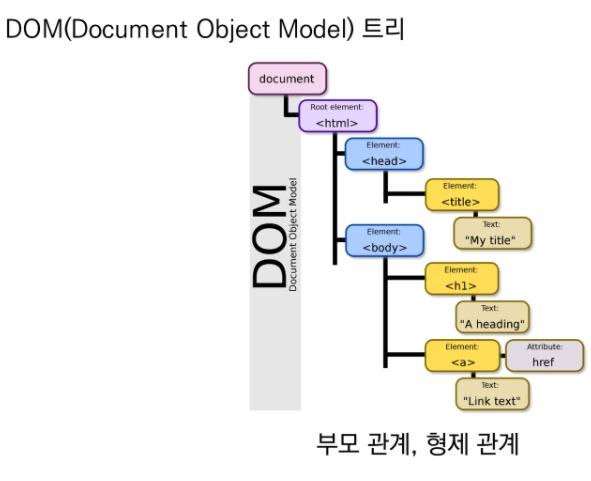 DOM(Document Object Model) 트리
document
Root element:
<html>
Element:
<head>
Element:
<title>
Text:
"My title"
Element:
<body>
Element:
<h1>
Text:
"A heading"
Element:
<a>
Attribute:
href
Text:
"Link text"
DOM
Document Object Model
부모 관계, 형제 관계